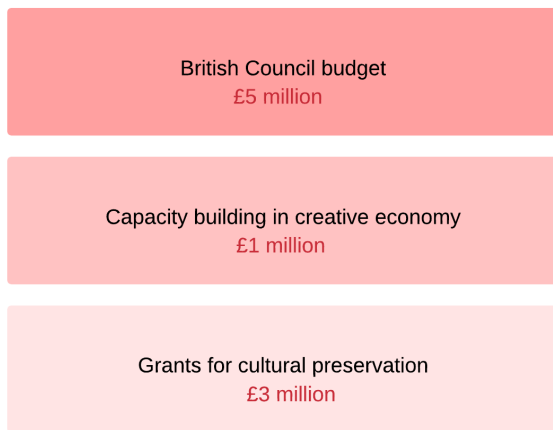 British Council budget
£5 million
Capacity building in creative economy
£1 million
Grants for cultural preservation
£3 million